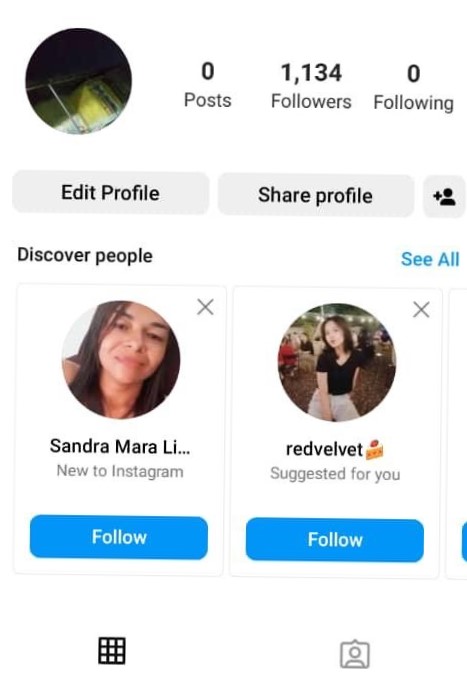 0 1,134 0
Posts Followers Following
Edit Profile Share profile
Discover people See All
Sandra Mara Li... redvelvet🍰
New to Instagram Suggested for you
Follow Follow